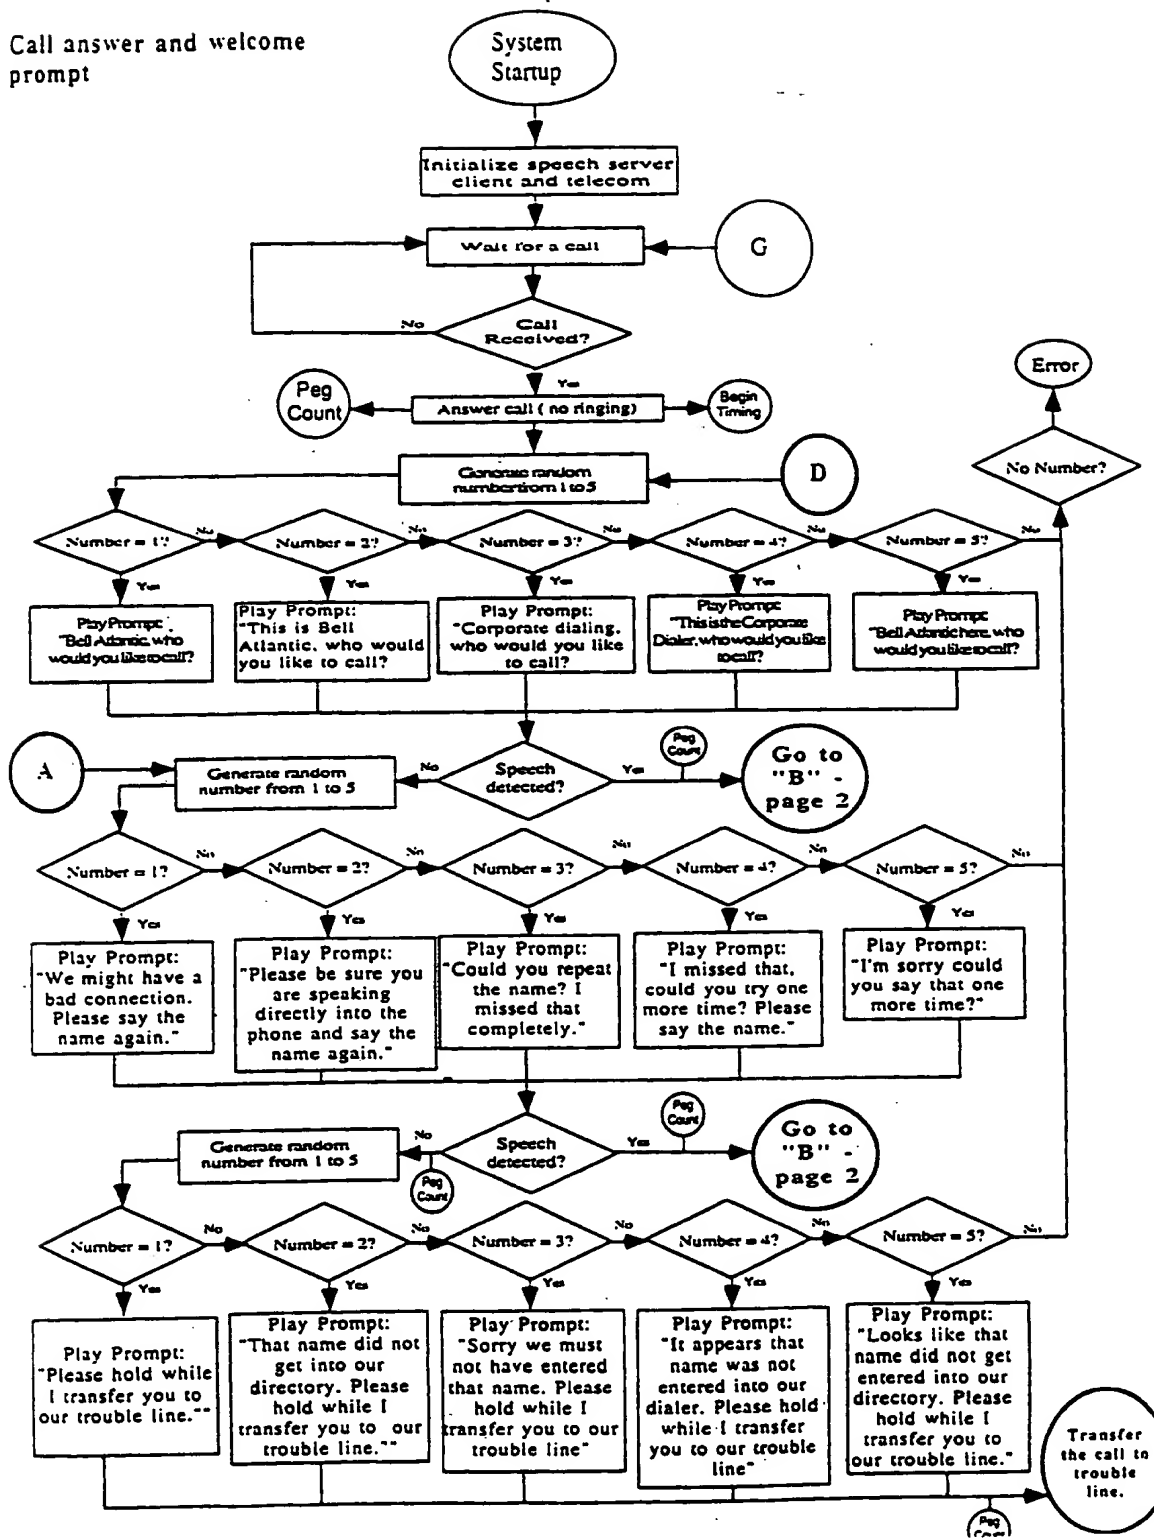 Call answer and welcome
prompt
System
Startup
Initialize speech server
client and telecom
Wait for a call
G
No
Call
Received?
Yes
Error
Peg
Count
Answer call ( no ringing)
Begin
Timing
No Number?
Generate random
number from 1 to 5
D
Number = 1?
No
Number = 2?
No
Number = 3?
No
Number = 4?
No
Number = 5?
No
Yes
Yes
Yes
Yes
Yes
Play Prompt:
"Bell Atlantic, who
would you like to call?
Play Prompt:
"This is Bell
Atlantic, who would
you like to call?
Play Prompt:
"Corporate dialing,
who would you like
to call?
Play Prompt:
"This is the Corporate
Dialer, who would you like
to call?
Play Prompt:
"Bell Atlantic here, who
would you like to call?
A
Generate random
number from 1 to 5
No
Speech
detected?
Yes
Peg
Count
Go to
"B" -
page 2
Number = 1?
No
Number = 2?
No
Number = 3?
No
Number = 4?
No
Number = 5?
No
Yes
Yes
Yes
Yes
Yes
Play Prompt:
"We might have a
bad connection.
Please say the
name again."
Play Prompt:
"Please be sure you
are speaking
directly into the
phone and say the
name again."
Play Prompt:
"Could you repeat
the name? I
missed that
completely."
Play Prompt:
"I missed that,
could you try one
more time? Please
say the name."
Play Prompt:
"I'm sorry could
you say that one
more time?"
Generate random
number from 1 to 5
No
Peg
Count
Speech
detected?
Yes
Peg
Count
Go to
"B" -
page 2
Number = 1?
No
Number = 2?
No
Number = 3?
No
Number = 4?
No
Number = 5?
No
Yes
Yes
Yes
Yes
Yes
Play Prompt:
"Please hold while
I transfer you to
our trouble line.""
Play Prompt:
"That name did not
get into our
directory. Please
hold while I
transfer you to our
trouble line.""
Play Prompt:
"Sorry we must
not have entered
that name. Please
hold while I
transfer you to our
trouble line"
Play Prompt:
"It appears that
name was not
entered into our
dialer. Please hold
while I transfer
you to our trouble
line"
Play Prompt:
"Looks like that
name did not get
entered into our
directory. Please
hold while I
transfer you to
our trouble line."
Transfer
the call to
trouble
line.
Peg
Count